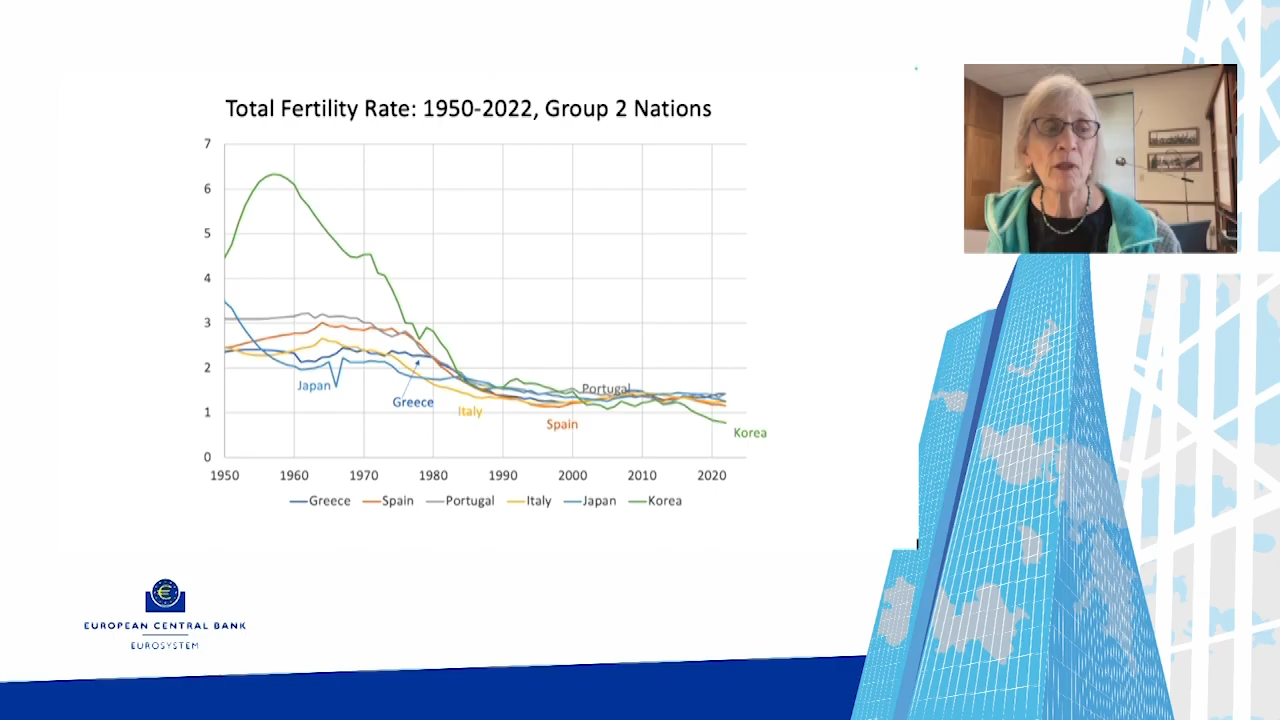 Total Fertility Rate: 1950-2022, Group 2 Nations
7
6
5
4
3
2
1
0
Japan
Greece
Italy
Portugal
Spain
Korea
1950 1960 1970 1980 1990 2000 2010 2020
Greece Spain Portugal Italy Japan Korea
€
EUROPEAN CENTRAL BANK
EUROSYSTEM